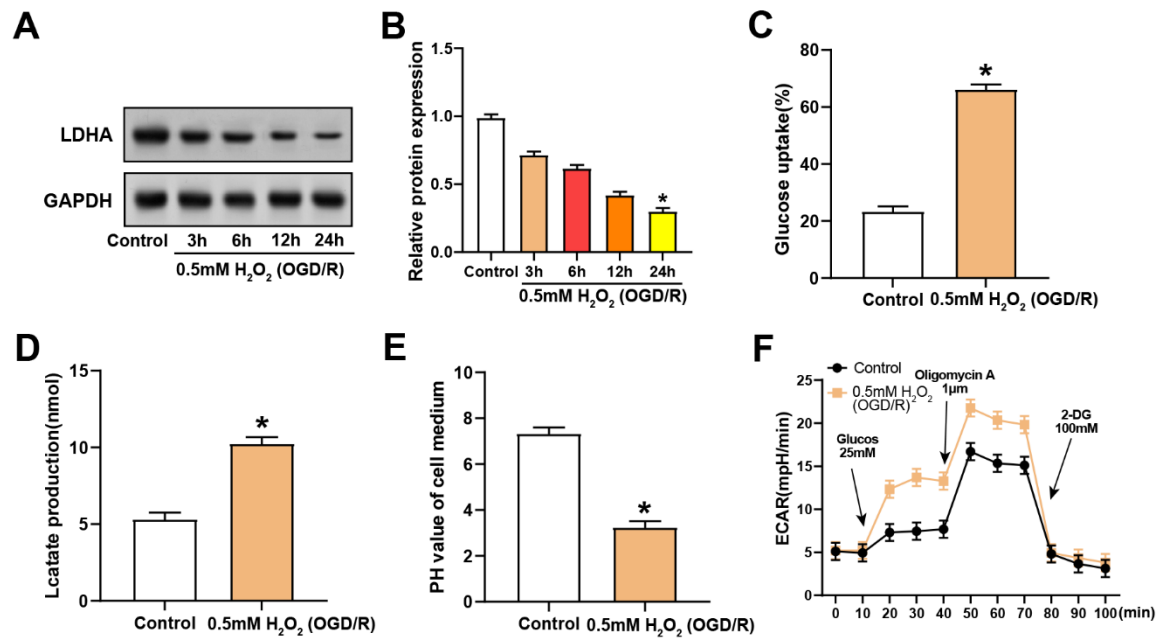 A
LDHA
GAPDH
Control 3h 6h 12h 24h
0.5mM H₂O₂ (OGD/R)
B
Relative protein expression
1.5
1.0
0.5
0.0
Control 3h 6h 12h 24h
*
0.5mM H₂O₂ (OGD/R)
C
Glucose uptake(%)
80
60
40
20
0
*
Control 0.5mM H₂O₂ (OGD/R)
D
Lcatate production(nmol)
15
10
5
0
*
Control 0.5mM H₂O₂ (OGD/R)
E
PH value of cell medium
8
6
4
2
0
*
Control 0.5mM H₂O₂ (OGD/R)
F
Control
0.5mM H₂O₂
(OGD/R)
Oligomycin A
1μm
Glucos
25mM
2-DG
100mM
ECAR(mpH/min)
25
20
15
10
5
0
0 10 20 30 40 50 60 70 80 90 100(min)